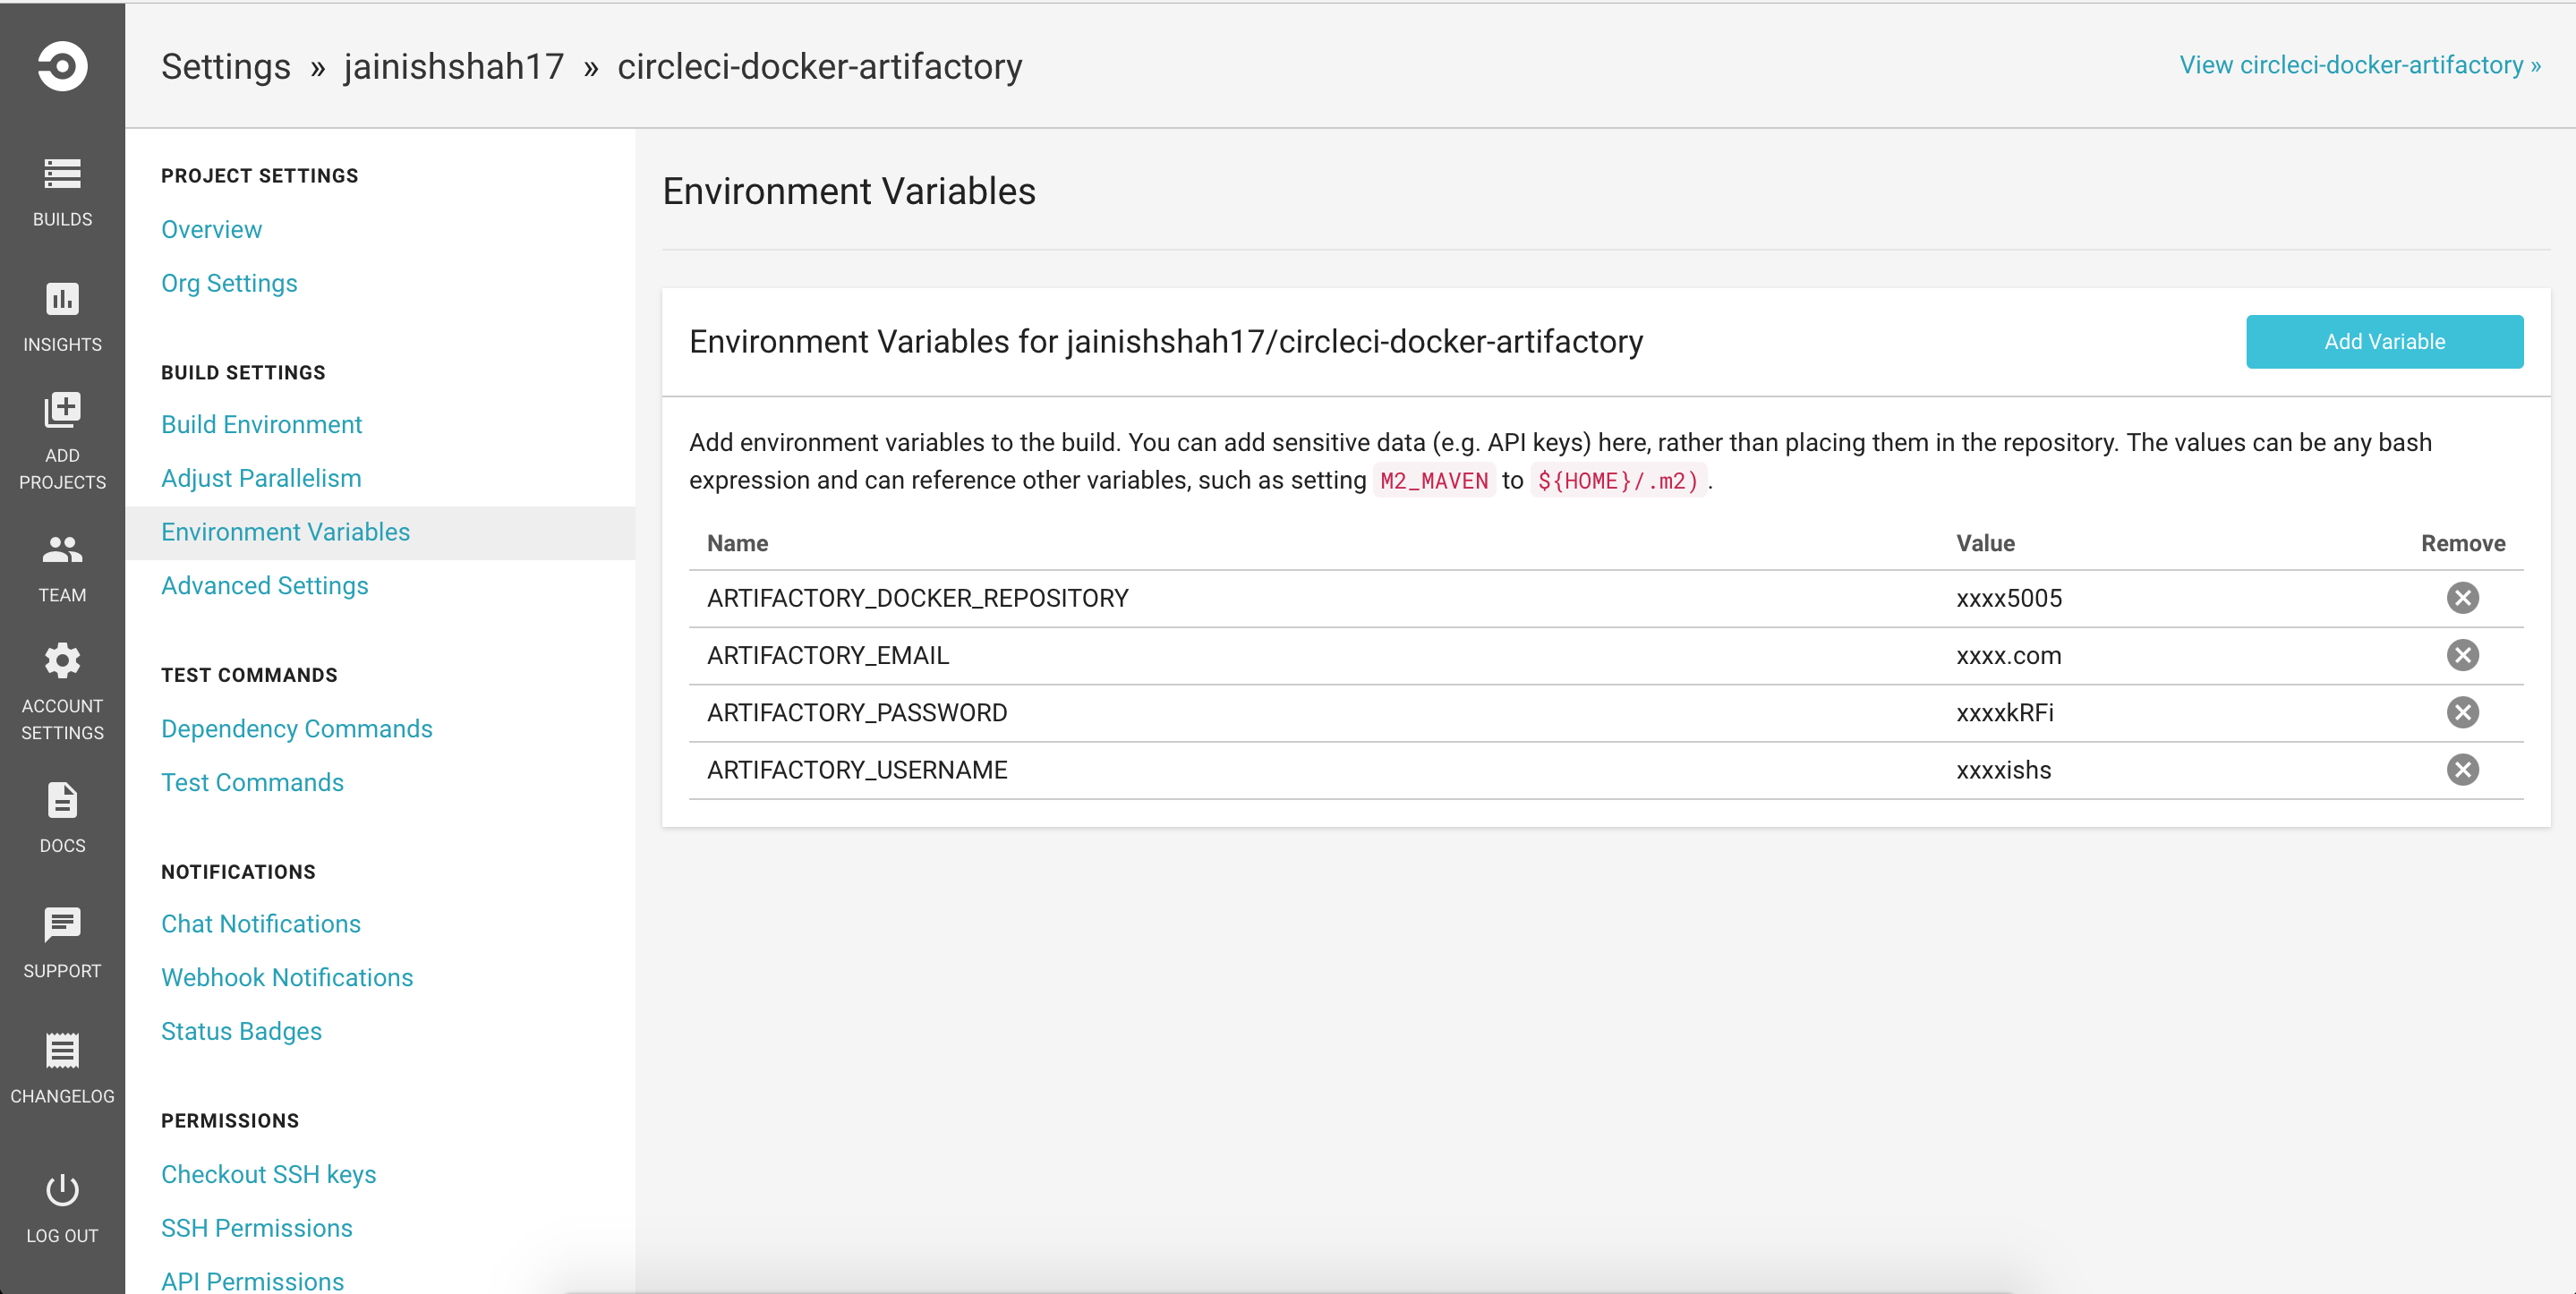 Settings » jainishshah17 » circleci-docker-artifactory
View circleci-docker-artifactory »
BUILDS
INSIGHTS
ADD
PROJECTS
TEAM
ACCOUNT
SETTINGS
DOCS
SUPPORT
CHANGELOG
LOG OUT
PROJECT SETTINGS
Overview
Org Settings
BUILD SETTINGS
Build Environment
Adjust Parallelism
Environment Variables
Advanced Settings
TEST COMMANDS
Dependency Commands
Test Commands
NOTIFICATIONS
Chat Notifications
Webhook Notifications
Status Badges
PERMISSIONS
Checkout SSH keys
SSH Permissions
API Permissions
Environment Variables
Environment Variables for jainishshah17/circleci-docker-artifactory
Add Variable
Add environment variables to the build. You can add sensitive data (e.g. API keys) here, rather than placing them in the repository. The values can be any bash
expression and can reference other variables, such as setting M2_MAVEN to ${HOME}/.m2) .
Name Value Remove
ARTIFACTORY_DOCKER_REPOSITORY xxxx5005
ARTIFACTORY_EMAIL xxxx.com
ARTIFACTORY_PASSWORD xxxxkRFi
ARTIFACTORY_USERNAME xxxxishs